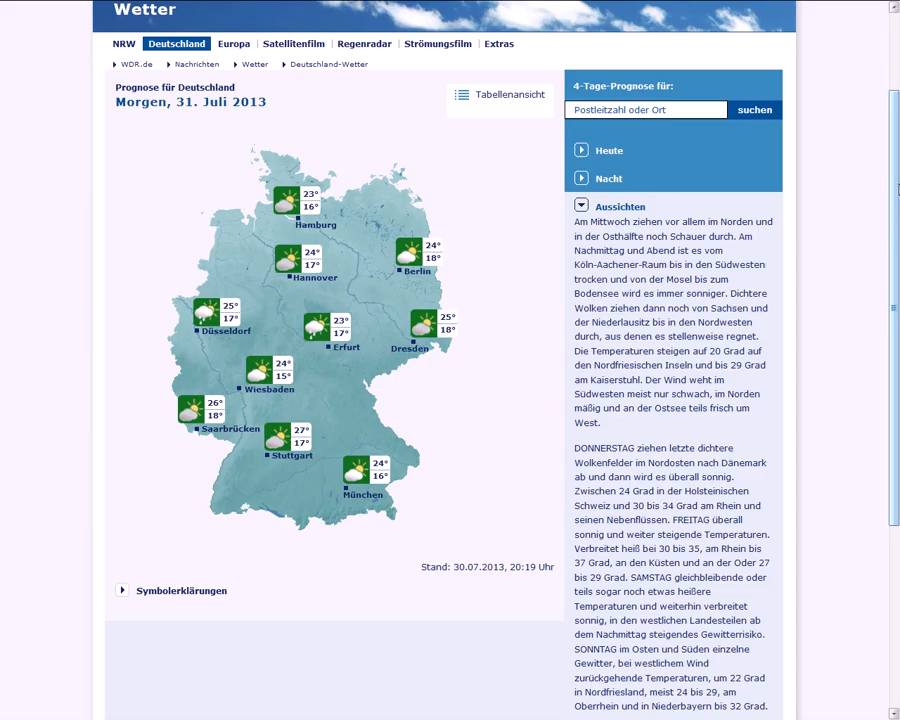 Wetter
NRW Deutschland Europa Satellitenfilm Regenradar Strömungsfilm Extras
WDR.de Nachrichten Wetter Deutschland-Wetter
Prognose für Deutschland
Morgen, 31. Juli 2013
Tabellenansicht
23°
16°
Hamburg
24°
17°
Hannover
24°
18°
Berlin
25°
17°
Düsseldorf
23°
17°
Erfurt
25°
18°
Dresden
24°
15°
Wiesbaden
26°
18°
Saarbrücken
27°
17°
Stuttgart
24°
16°
München
Stand: 30.07.2013, 20:19 Uhr
Symbolerklärungen
4-Tage-Prognose für:
Postleitzahl oder Ort suchen
Heute
Nacht
Aussichten
Am Mittwoch ziehen vor allem im Norden und
in der Osthälfte noch Schauer durch. Am
Nachmittag und Abend ist es vom
Köln-Aachener-Raum bis in den Südwesten
trocken und von der Mosel bis zum
Bodensee wird es immer sonniger. Dichtere
Wolken ziehen dann noch von Sachsen und
der Niederlausitz bis in den Nordwesten
durch, aus denen es stellenweise regnet.
Die Temperaturen steigen auf 20 Grad auf
den Nordfriesischen Inseln und bis 29 Grad
am Kaiserstuhl. Der Wind weht im
Südwesten meist nur schwach, im Norden
mäßig und an der Ostsee teils frisch um
West.
DONNERSTAG ziehen letzte dichtere
Wolkenfelder im Nordosten nach Dänemark
ab und dann wird es überall sonnig.
Zwischen 24 Grad in der Holsteinischen
Schweiz und 30 bis 34 Grad am Rhein und
seinen Nebenflüssen. FREITAG überall
sonnig und weiter steigende Temperaturen.
Verbreitet heiß bei 30 bis 35, am Rhein bis
37 Grad, an den Küsten und an der Oder 27
bis 29 Grad. SAMSTAG gleichbleibende oder
teils sogar noch etwas heißere
Temperaturen und weiterhin verbreitet
sonnig, in den westlichen Landesteilen ab
dem Nachmittag steigendes Gewitterrisiko.
SONNTAG im Osten und Süden einzelne
Gewitter, bei westlichem Wind
zurückgehende Temperaturen, um 22 Grad
in Nordfriesland, meist 24 bis 29, am
Oberrhein und in Niederbayern bis 32 Grad.